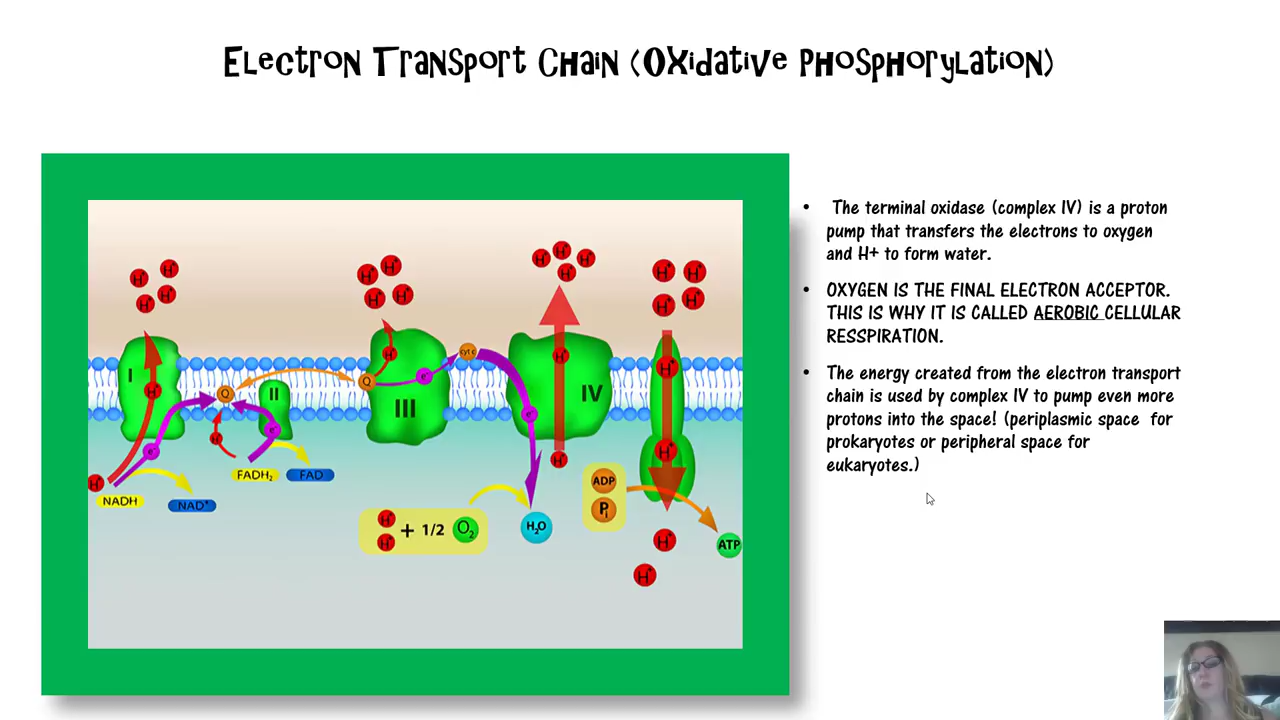 Electron Transport Chain (Oxidative Phosphorylation)
• The terminal oxidase (complex IV) is a proton
pump that transfers the electrons to oxygen
and H+ to form water.
• OXYGEN IS THE FINAL ELECTRON ACCEPTOR.
THIS IS WHY IT IS CALLED AEROBIC CELLULAR
RESSPIRATION.
• The energy created from the electron transport
chain is used by complex IV to pump even more
protons into the space! (periplasmic space for
prokaryotes or peripheral space for
eukaryotes.)
H+ H+ H+ H+
H+ H+ H+ H+
H+ H+ H+ H+
H+ H+ H+ H+
I
H+
Q
II
e-
H+
e-
H+
NADH
NAD+
FADH2
FAD
Q
H+
e-
cyt c
III
e-
H+
IV
H+
H+
H+
H+
H+
+ 1/2
O2
H2O
ADP
Pi
H+
H+
H+
ATP